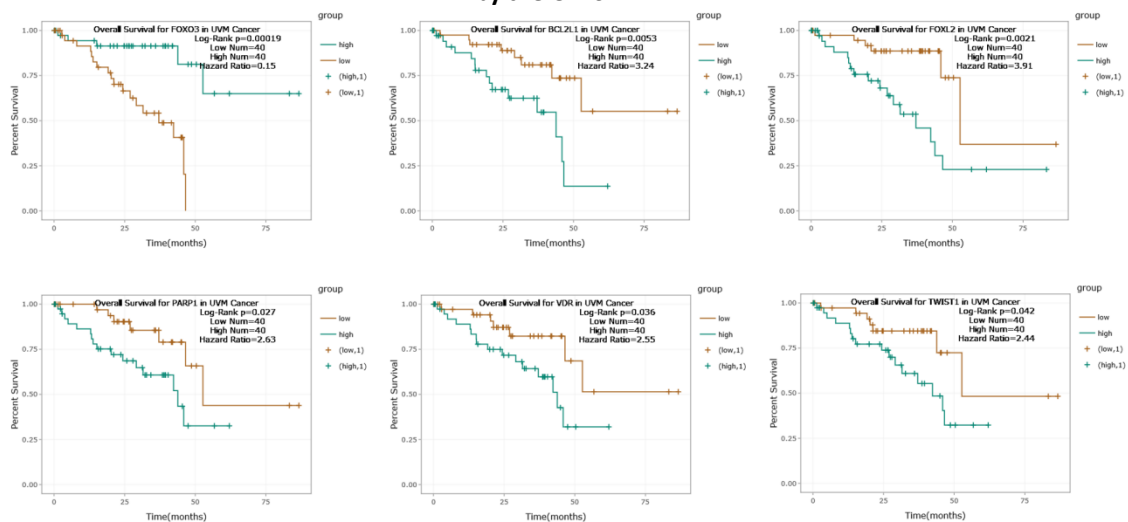 group
Overall Survival for FOXO3 in UVM Cancer
Log-Rank p=0.00019
Low Num=40
High Num=40
Hazard Ratio=0.15
high
low
(high,1)
(low,1)
Percent Survival
1.00
0.75
0.50
0.25
0.00
0
25
50
75
Time(months)
group
Overall Survival for BCL2L1 in UVM Cancer
Log-Rank p=0.0053
Low Num=40
High Num=40
Hazard Ratio=3.24
low
high
(low,1)
(high,1)
Percent Survival
1.00
0.75
0.50
0.25
0.00
0
25
50
75
Time(months)
group
Overall Survival for FOXL2 in UVM Cancer
Log-Rank p=0.0021
Low Num=40
High Num=40
Hazard Ratio=3.91
low
high
(low,1)
(high,1)
Percent Survival
1.00
0.75
0.50
0.25
0.00
0
25
50
75
Time(months)
group
Overall Survival for PARP1 in UVM Cancer
Log-Rank p=0.027
Low Num=40
High Num=40
Hazard Ratio=2.63
low
high
(low,1)
(high,1)
Percent Survival
1.00
0.75
0.50
0.25
0.00
0
25
50
75
Time(months)
group
Overall Survival for VDR in UVM Cancer
Log-Rank p=0.036
Low Num=40
High Num=40
Hazard Ratio=2.55
low
high
(low,1)
(high,1)
Percent Survival
1.00
0.75
0.50
0.25
0.00
0
25
50
75
Time(months)
group
Overall Survival for TWIST1 in UVM Cancer
Log-Rank p=0.042
Low Num=40
High Num=40
Hazard Ratio=2.44
low
high
(low,1)
(high,1)
Percent Survival
1.00
0.75
0.50
0.25
0.00
0
25
50
75
Time(months)